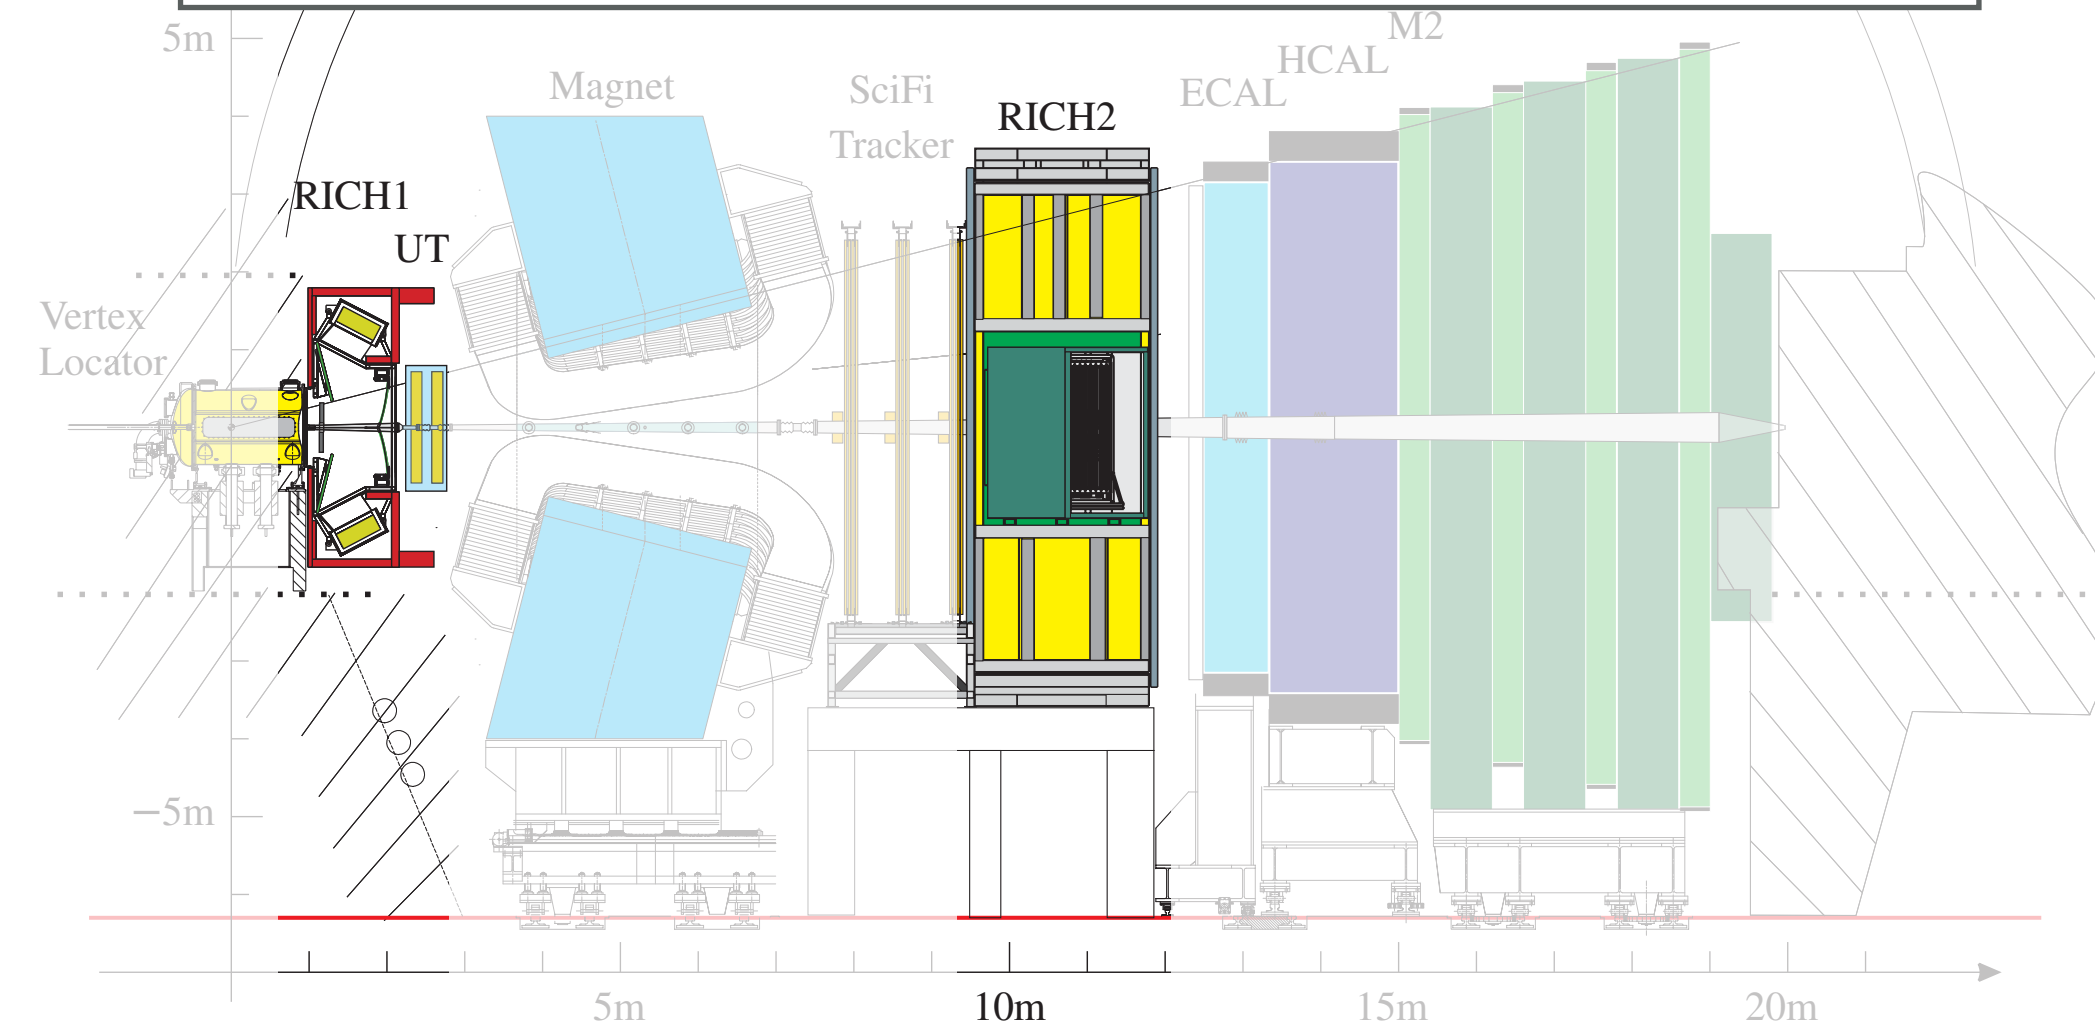 5m
M2
HCAL
ECAL
Magnet
SciFi
Tracker
RICH2
RICH1
UT
Vertex
Locator
−5m
5m
10m
15m
20m